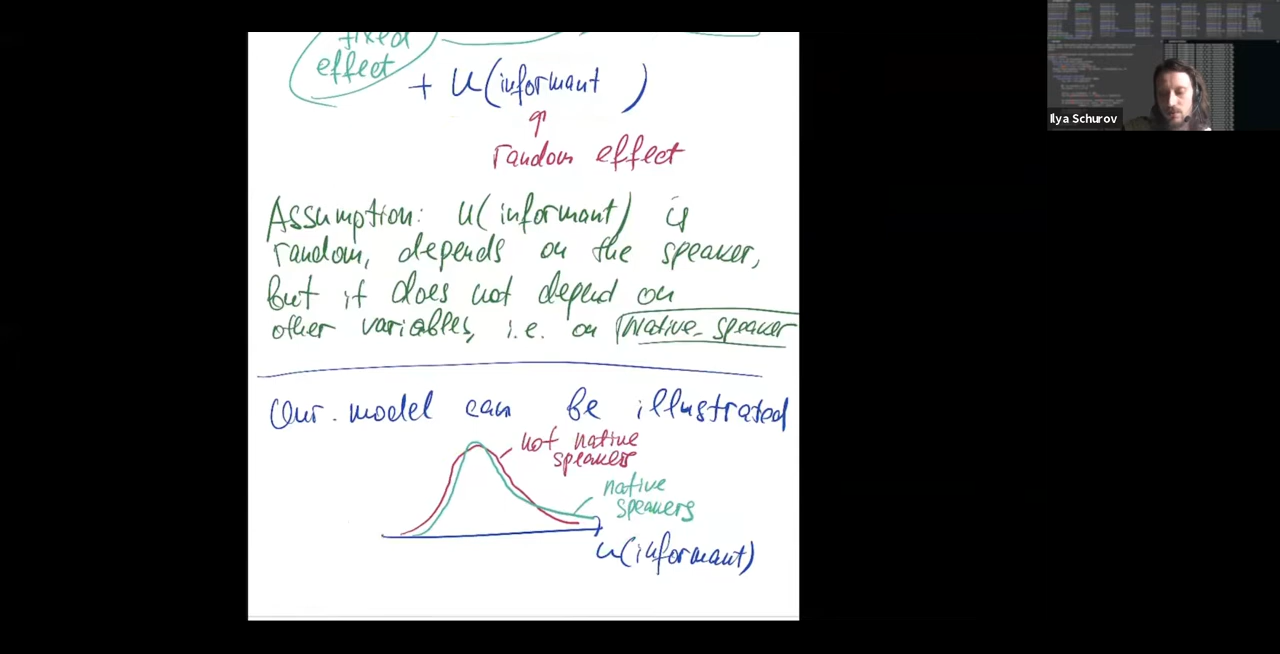 fixed
effect
+ u(informant )
random effect
Assumption: u(informant) is
random, depends on the speaker,
but it does not depend on
other variables, i.e. on native_speaker
Our model can be illustrated
not native
speakers
native
speakers
u(informant)
Ilya Schurov